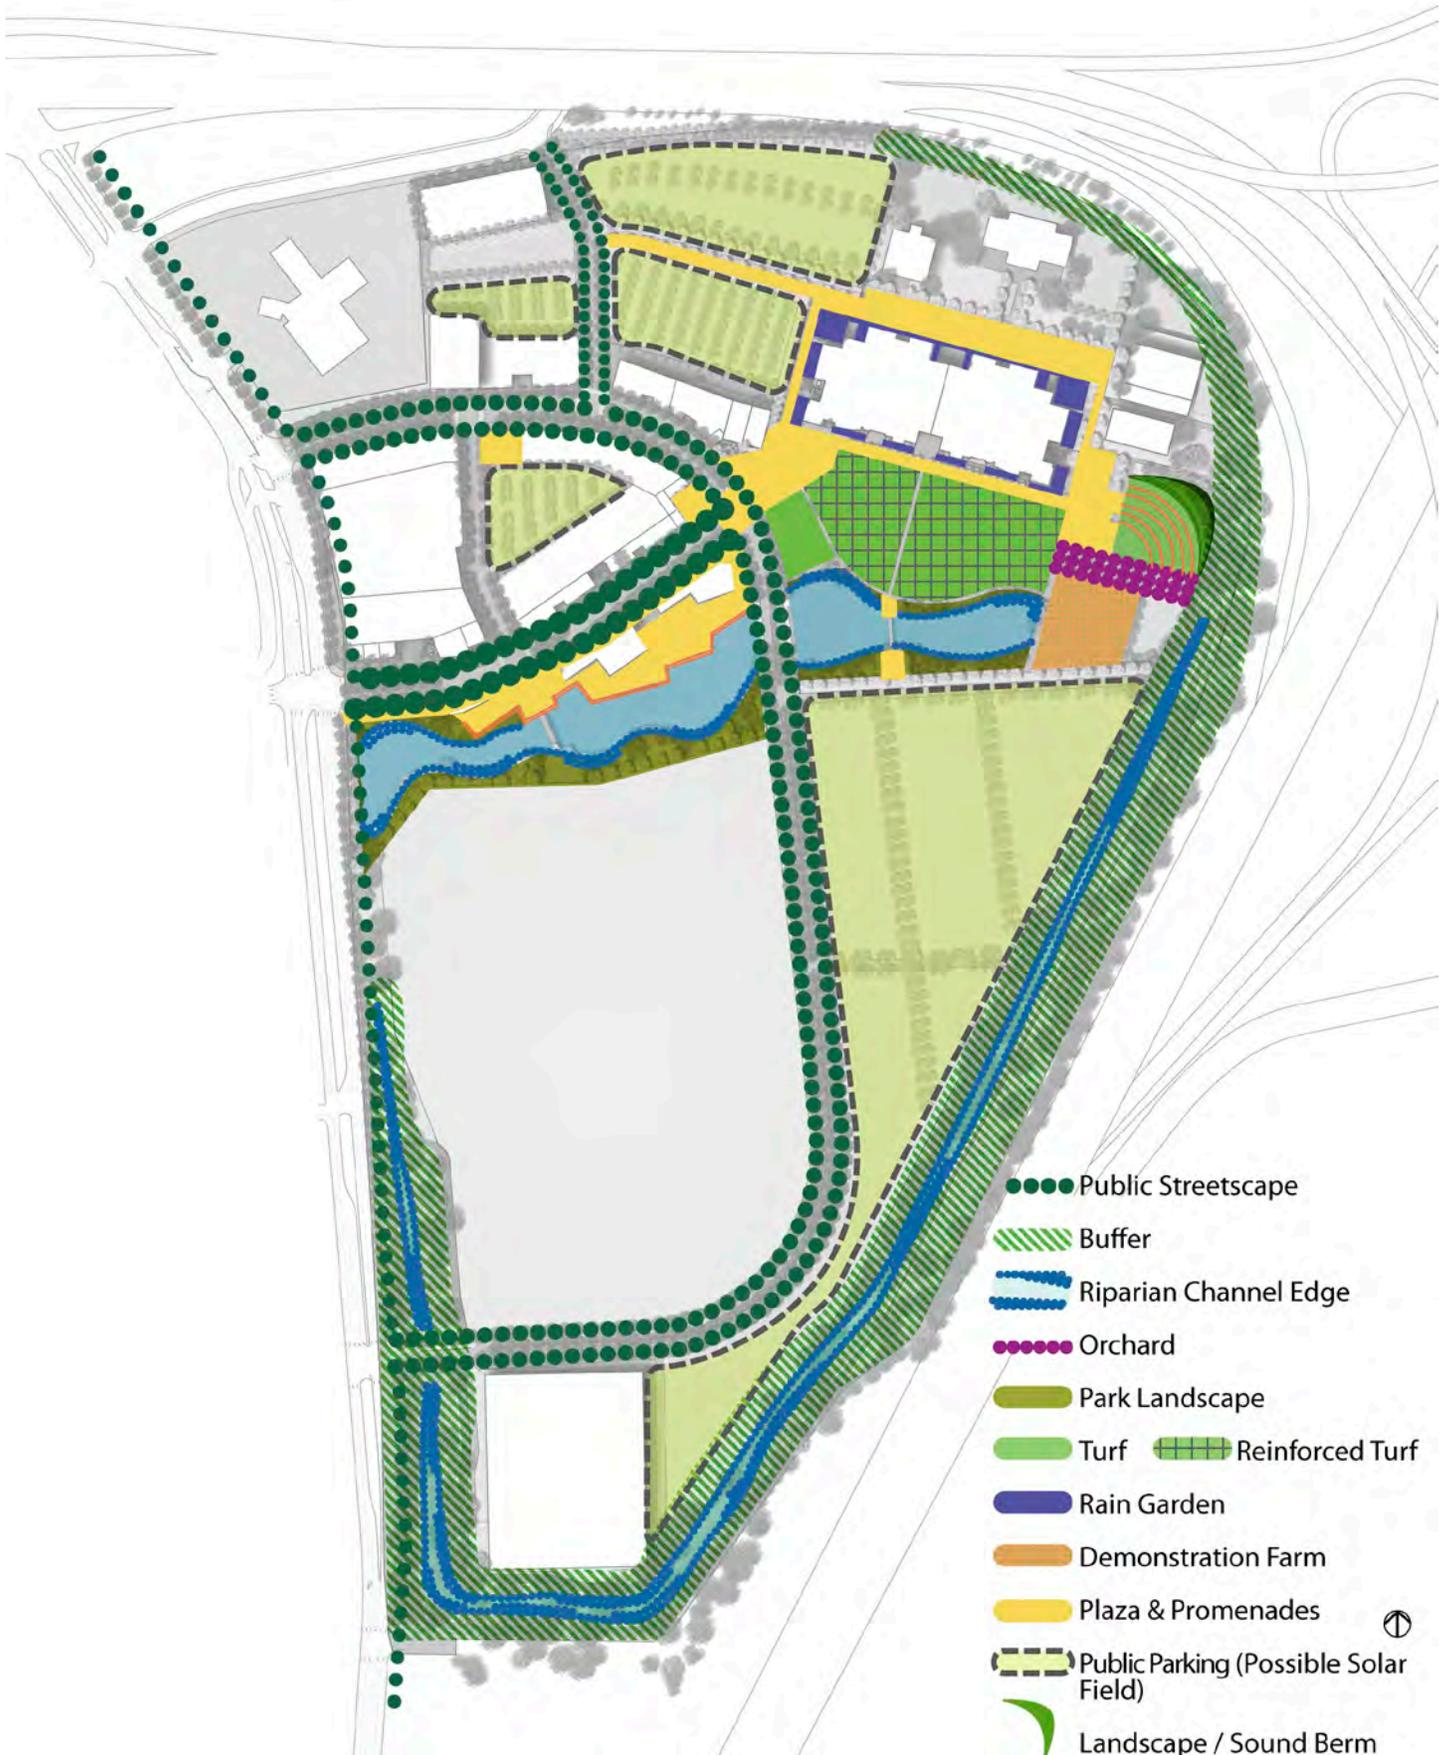 Public Streetscape
Buffer
Riparian Channel Edge
Orchard
Park Landscape
Turf Reinforced Turf
Rain Garden
Demonstration Farm
Plaza & Promenades
Public Parking (Possible Solar
Field)
Landscape / Sound Berm